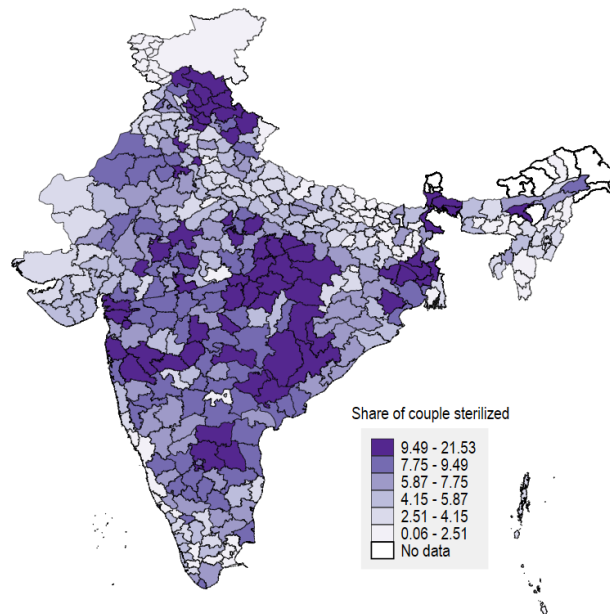 Share of couple sterilized
9.49 - 21.53
7.75 - 9.49
5.87 - 7.75
4.15 - 5.87
2.51 - 4.15
0.06 - 2.51
No data